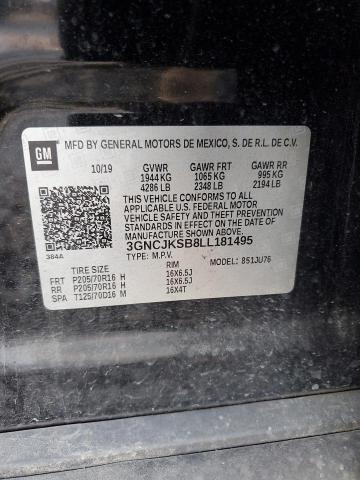 GM
MFD BY GENERAL MOTORS DE MEXICO, S. DE R.L. DE C.V.
10/19 GVWR GAWR FRT GAWR RR
1944 KG 1065 KG 995 KG
4286 LB 2348 LB 2194 LB
THIS VEHICLE CONFORMS TO ALL
APPLICABLE U.S. FEDERAL MOTOR
VEHICLE SAFETY AND THEFT PREVENTION
STANDARDS IN EFFECT ON THE DATE OF
MANUFACTURE SHOWN ABOVE.
3GNCJKSB8LL181495
384A TYPE: M.P.V. MODEL: 851JU76
TIRE SIZE RIM
FRT P205/70R16 H 16X6.5J
RR P205/70R16 H 16X6.5J
SPA T125/70D16 M 16X4T